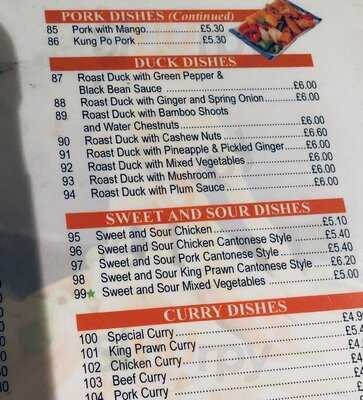 PORK DISHES (Continued)
85 Pork with Mango £5.30
86 Kung Po Pork £5.30
DUCK DISHES
87 Roast Duck with Green Pepper &
Black Bean Sauce £6.00
88 Roast Duck with Ginger and Spring Onion £6.00
89 Roast Duck with Bamboo Shoots
and Water Chestnuts £6.00
90 Roast Duck with Cashew Nuts £6.60
91 Roast Duck with Pineapple & Pickled Ginger £6.00
92 Roast Duck with Mixed Vegetables £6.00
93 Roast Duck with Mushroom £6.00
94 Roast Duck with Plum Sauce £6.00
SWEET AND SOUR DISHES
95 Sweet and Sour Chicken £5.10
96 Sweet and Sour Chicken Cantonese Style £5.40
97 Sweet and Sour Pork Cantonese Style £5.40
98 Sweet and Sour King Prawn Cantonese Style £6.20
99 Sweet and Sour Mixed Vegetables £5.00
CURRY DISHES
100 Special Curry
101 King Prawn Curry
102 Chicken Curry
103 Beef Curry
104 Pork Curry